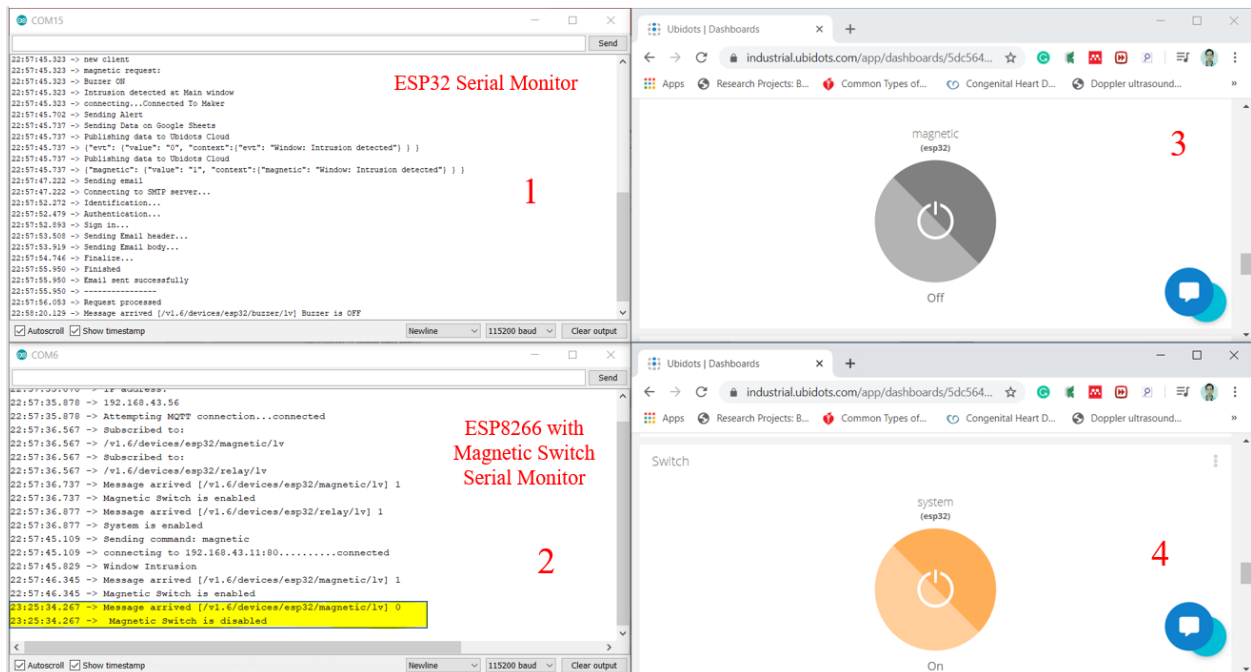 COM15
Send
22:57:45.323 -> new client
22:57:45.323 -> magnetic request:
22:57:45.323 -> Buzzer ON
22:57:45.323 -> Intrusion detected at Main window
22:57:45.323 -> connecting...Connected To Maker
22:57:45.702 -> Sending Alert
22:57:45.737 -> Sending Data on Google Sheets
22:57:45.737 -> Publishing data to Ubidots Cloud
22:57:45.737 -> {"evt": {"value": "0", "context":{"evt": "Window: Intrusion detected"} } }
22:57:45.737 -> Publishing data to Ubidots Cloud
22:57:45.737 -> {"magnetic": {"value": "1", "context":{"magnetic": "Window: Intrusion detected"} } }
22:57:47.222 -> Sending email
22:57:47.222 -> Connecting to SMTP server...
22:57:52.272 -> Identification...
22:57:52.479 -> Authentication...
22:57:52.893 -> Sign in...
22:57:53.508 -> Sending Email header...
22:57:53.919 -> Sending Email body...
22:57:54.746 -> Finalize...
22:57:55.950 -> Finished
22:57:55.950 -> Email sent successfully
22:57:55.950 -> ----------------
22:57:56.053 -> Request processed
22:58:20.129 -> Message arrived [/v1.6/devices/esp32/buzzer/lv] Buzzer is OFF
ESP32 Serial Monitor
1
Autoscroll Show timestamp Newline 115200 baud Clear output
Ubidots | Dashboards
industrial.ubidots.com/app/dashboards/5dc564...
Apps Research Projects: B... Common Types of... Congenital Heart D... Doppler ultrasound... »
magnetic
(esp32)
Off
3
COM6
Send
22:57:35.878 -> IP address:
22:57:35.878 -> 192.168.43.56
22:57:35.878 -> Attempting MQTT connection...connected
22:57:36.567 -> Subscribed to:
22:57:36.567 -> /v1.6/devices/esp32/magnetic/lv
22:57:36.567 -> Subscribed to:
22:57:36.567 -> /v1.6/devices/esp32/relay/lv
22:57:36.737 -> Message arrived [/v1.6/devices/esp32/magnetic/lv] 1
22:57:36.737 -> Magnetic Switch is enabled
22:57:36.877 -> Message arrived [/v1.6/devices/esp32/relay/lv] 1
22:57:36.877 -> System is enabled
22:57:45.109 -> Sending command: magnetic
22:57:45.109 -> connecting to 192.168.43.11:80..........connected
22:57:45.829 -> Window Intrusion
22:57:46.345 -> Message arrived [/v1.6/devices/esp32/magnetic/lv] 1
22:57:46.345 -> Magnetic Switch is enabled
23:25:34.267 -> Message arrived [/v1.6/devices/esp32/magnetic/lv] 0
23:25:34.267 -> Magnetic Switch is disabled
ESP8266 with
Magnetic Switch
Serial Monitor
2
Autoscroll Show timestamp Newline 115200 baud Clear output
Ubidots | Dashboards
industrial.ubidots.com/app/dashboards/5dc564...
Apps Research Projects: B... Common Types of... Congenital Heart D... Doppler ultrasound... »
Switch
system
(esp32)
On
4